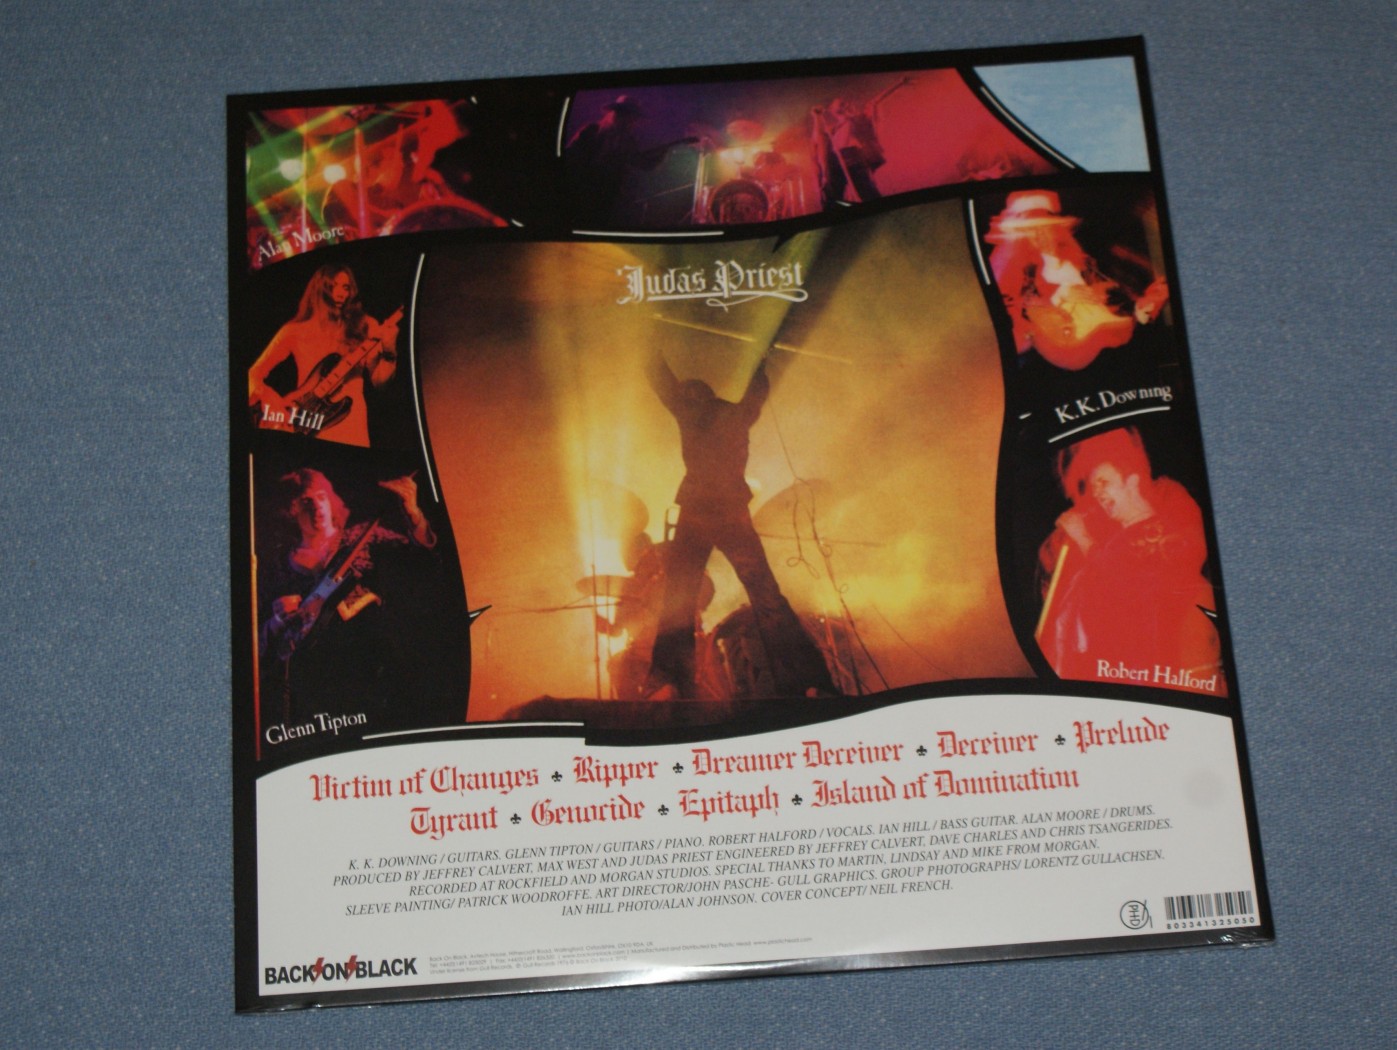 Alan Moore
Judas Priest
Ian Hill
K.K. Downing
Robert Halford
Glenn Tipton
Victim of Changes Ripper Dreamer Deceiver Deceiver Prelude
Tyrant Genocide Epitaph Island of Domination
K. K. DOWNING / GUITARS. GLENN TIPTON / GUITARS / PIANO. ROBERT HALFORD / VOCALS. IAN HILL / BASS GUITAR. ALAN MOORE / DRUMS.
PRODUCED BY JEFFREY CALVERT, MAX WEST AND JUDAS PRIEST ENGINEERED BY JEFFREY CALVERT, DAVE CHARLES AND CHRIS TSANGERIDES.
RECORDED AT ROCKFIELD AND MORGAN STUDIOS. SPECIAL THANKS TO MARTIN, LINDSAY AND MIKE FROM MORGAN.
SLEEVE PAINTING/ PATRICK WOODROFFE. ART DIRECTOR/JOHN PASCHE- GULL GRAPHICS. GROUP PHOTOGRAPHS/ LORENTZ GULLACHSEN.
IAN HILL PHOTO/ALAN JOHNSON. COVER CONCEPT/ NEIL FRENCH.
PHD
803341325050
BACK ON BLACK